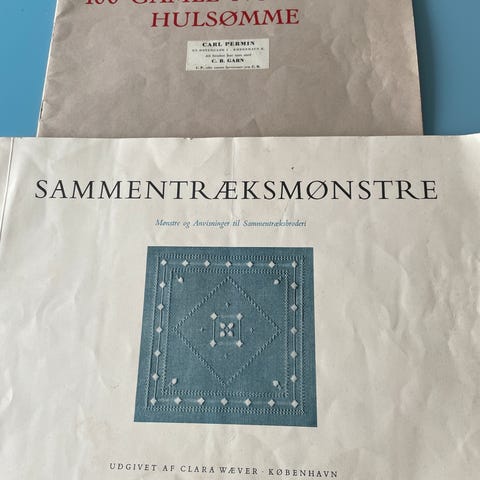 HULSØMME
CARL PERMIN
C. B. GARN
SAMMENTRÆKSMØNSTRE
Mønstre og Anvisninger til Sammentræksbroderi
UDGIVET AF CLARA WÆVER · KØBENHAVN